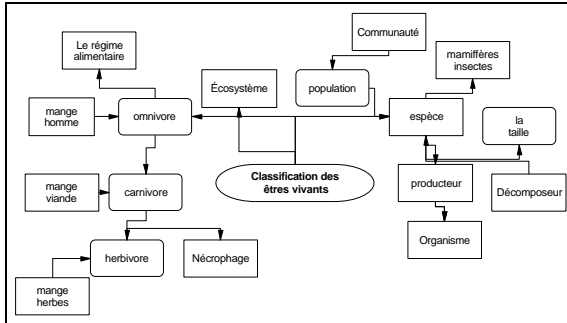 Communauté
Le régime
alimentaire
mamiffères
insectes
Écosystème
population
mange
homme
omnivore
espèce
la
taille
Classification des
êtres vivants
mange
viande
carnivore
producteur
Décomposeur
herbivore
Nécrophage
Organisme
mange
herbes